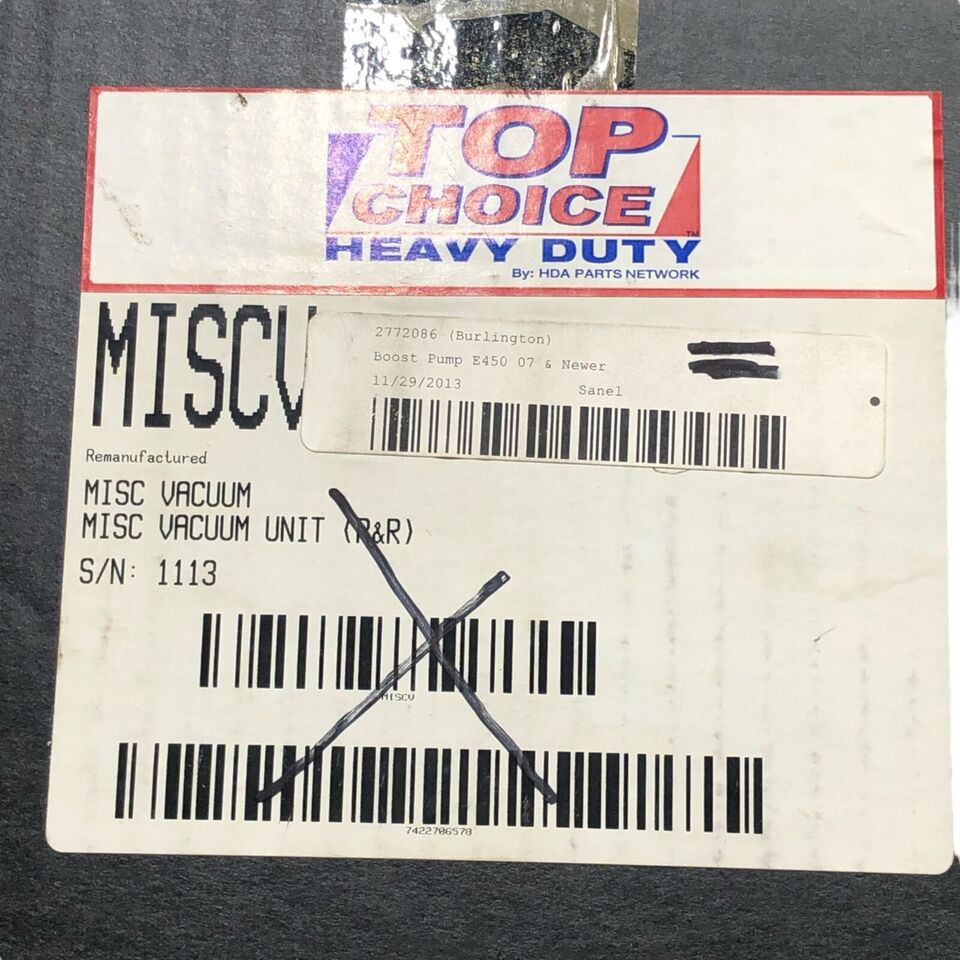 TOP
CHOICE
TM
HEAVY DUTY
By: HDA PARTS NETWORK
MISCV
2772086 (Burlington)
Boost Pump E450 07 & Newer
11/29/2013 Sanel
Remanufactured
MISC VACUUM
MISC VACUUM UNIT (R&R)
S/N: 1113
MISCV
7422706578